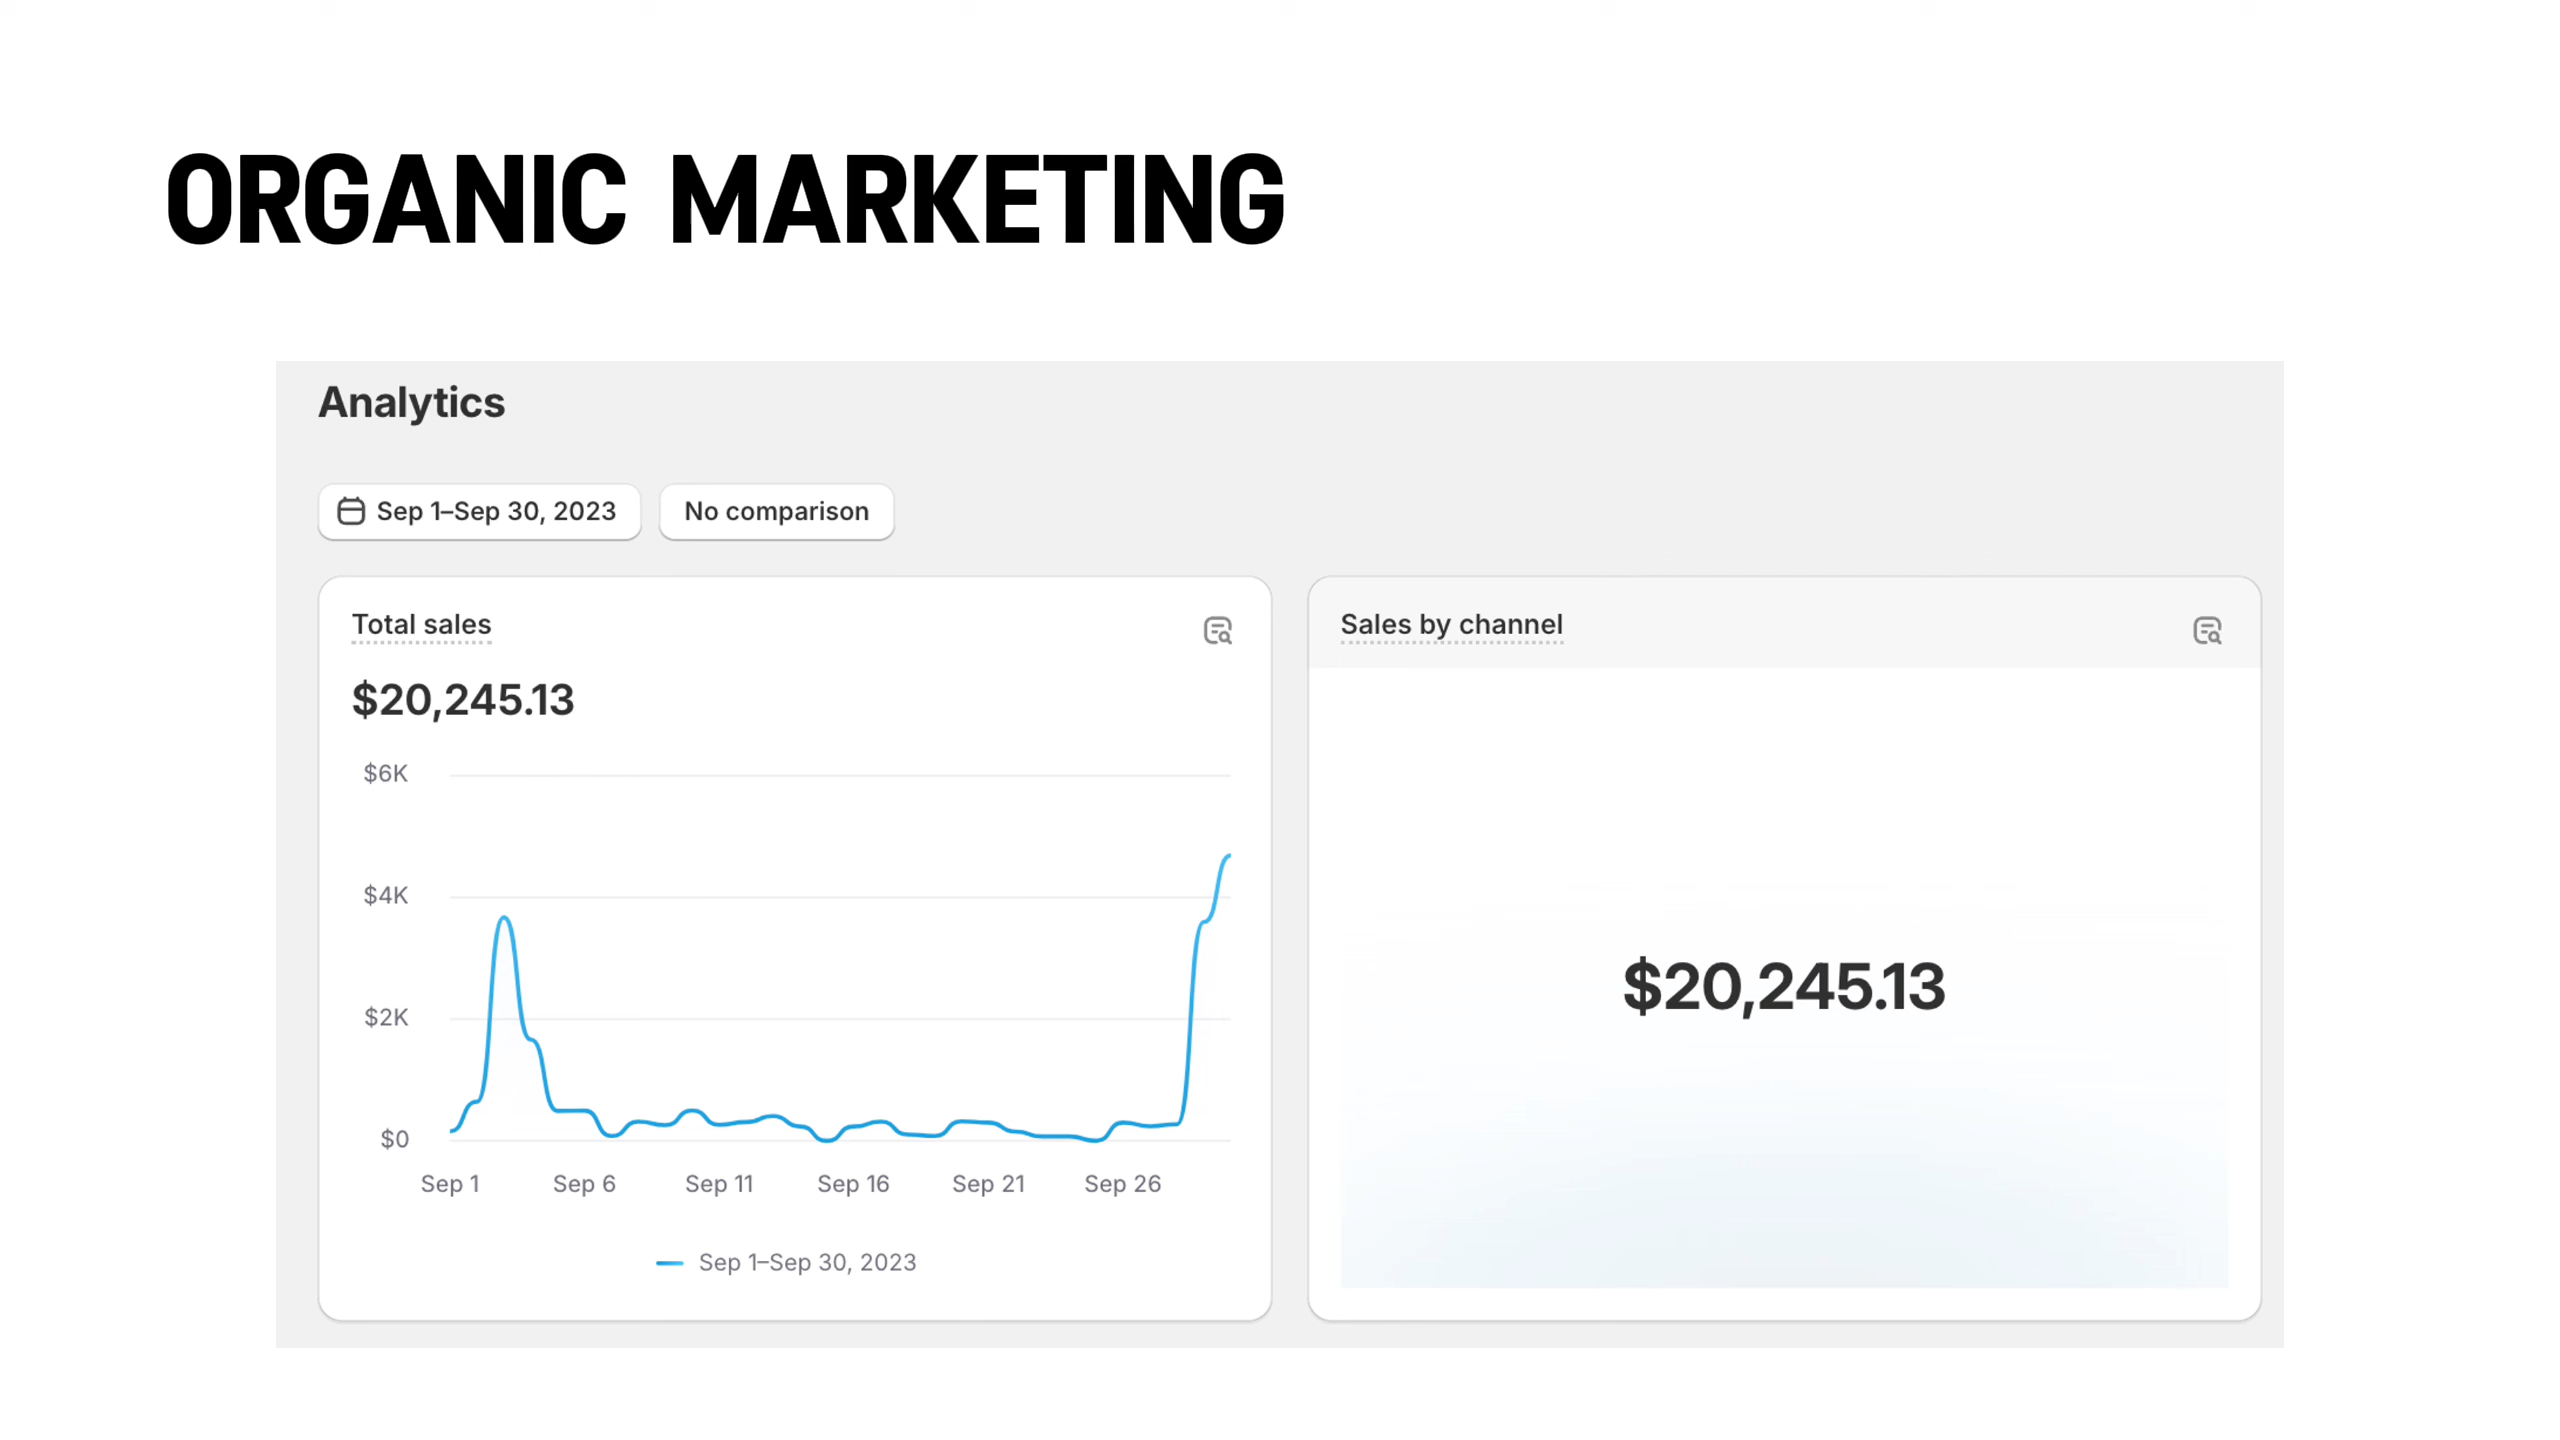 ORGANIC MARKETING
Analytics
Sep 1–Sep 30, 2023
No comparison
Total sales
$20,245.13
$6K
$4K
$2K
$0
Sep 1
Sep 6
Sep 11
Sep 16
Sep 21
Sep 26
Sep 1–Sep 30, 2023
Sales by channel
$20,245.13